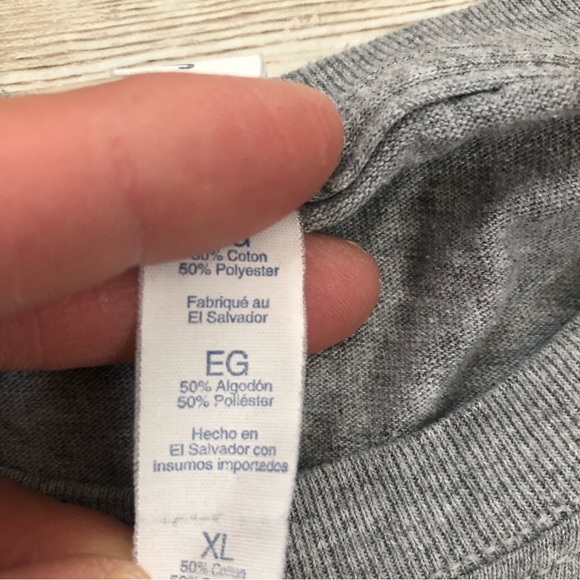 50% Coton
50% Polyester
Fabriqué au
El Salvador
EG
50% Algodón
50% Poliéster
Hecho en
El Salvador con
insumos importados
XL
50% Cotton